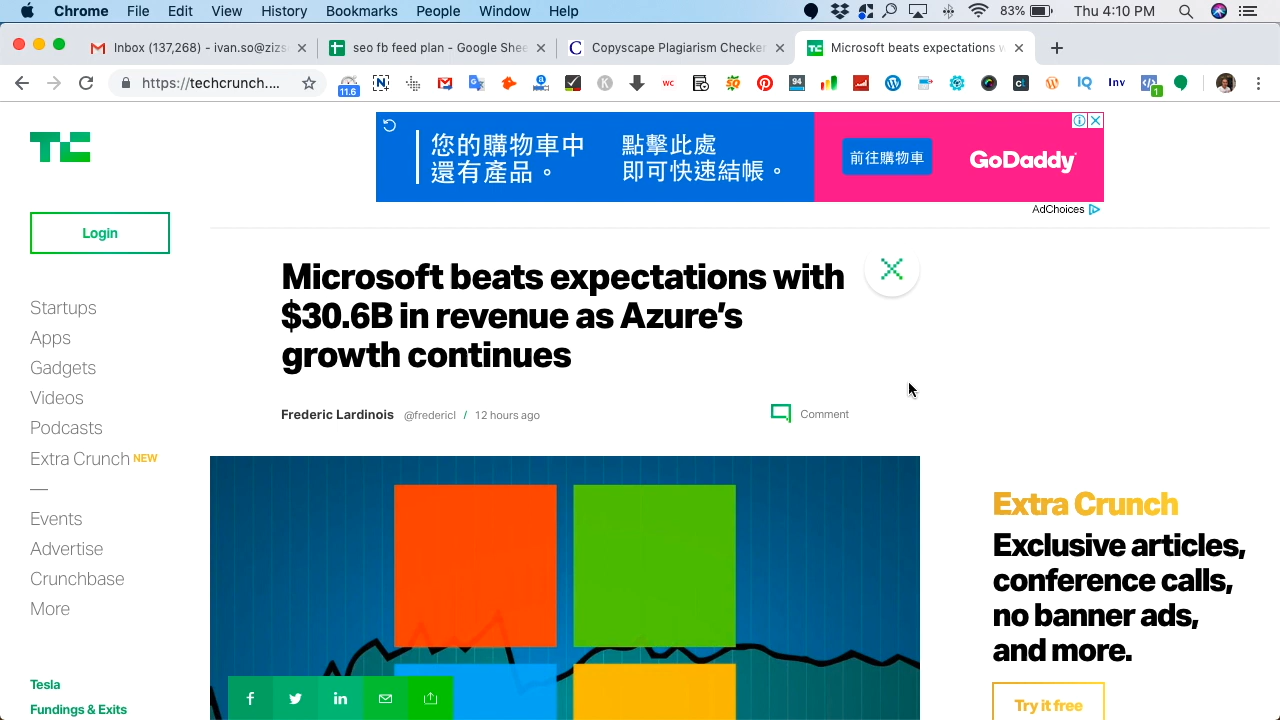 Chrome File Edit View History Bookmarks People Window Help 83% Thu 4:10 PM
Inbox (137,268) - ivan.so@zizs
seo fb feed plan - Google Shee
Copyscape Plagiarism Checker
Microsoft beats expectations w
https://techcrunch....
11.6
94
WC
IQ
Inv
1
TC
您的購物車中
還有產品。
點擊此處
即可快速結帳。
前往購物車
GoDaddy
AdChoices
Login
Startups
Apps
Gadgets
Videos
Podcasts
Extra Crunch NEW
—
Events
Advertise
Crunchbase
More
Tesla
Fundings & Exits
Microsoft beats expectations with
$30.6B in revenue as Azure’s
growth continues
Frederic Lardinois @fredericl / 12 hours ago
Comment
Extra Crunch
Exclusive articles,
conference calls,
no banner ads,
and more.
Try it free